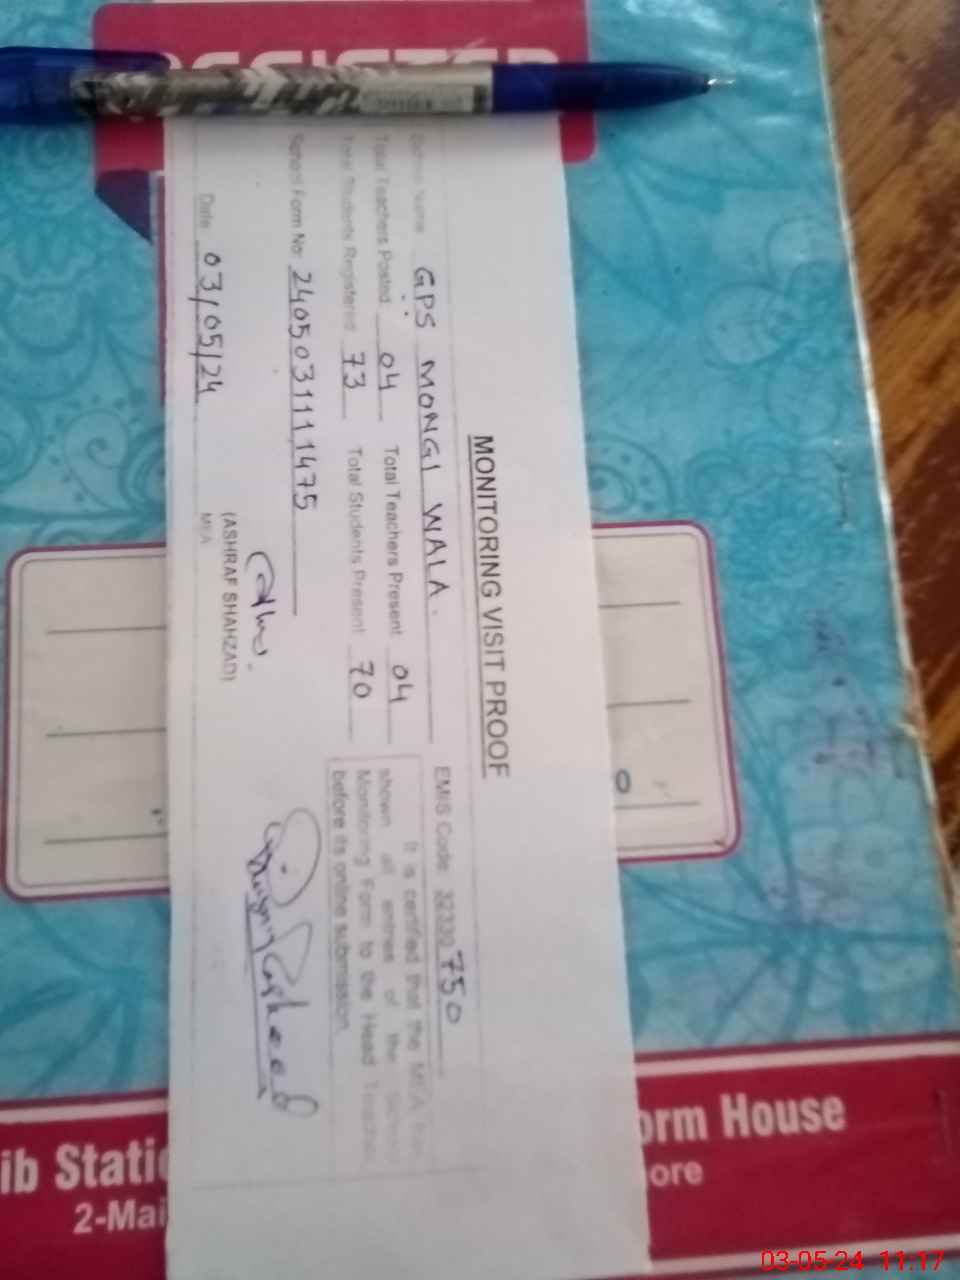 MONITORING VISIT PROOF
School Name GPS MONGI WALA. EMIS Code: 32330750
Total Teachers Posted 04 Total Teachers Present 04
Total Students Registered 73 Total Students Present 70
It is certified that the MEA has
shown all entries of the School
Monitoring Form to the Head Teacher
before its online submission.
School Form No: 2405031111475
Date: 03/05/24
(ASHRAF SHAHZAD)
MEA
Rasheed
orm House
ore
ib Static
2-Mai
03-05-24 11:17